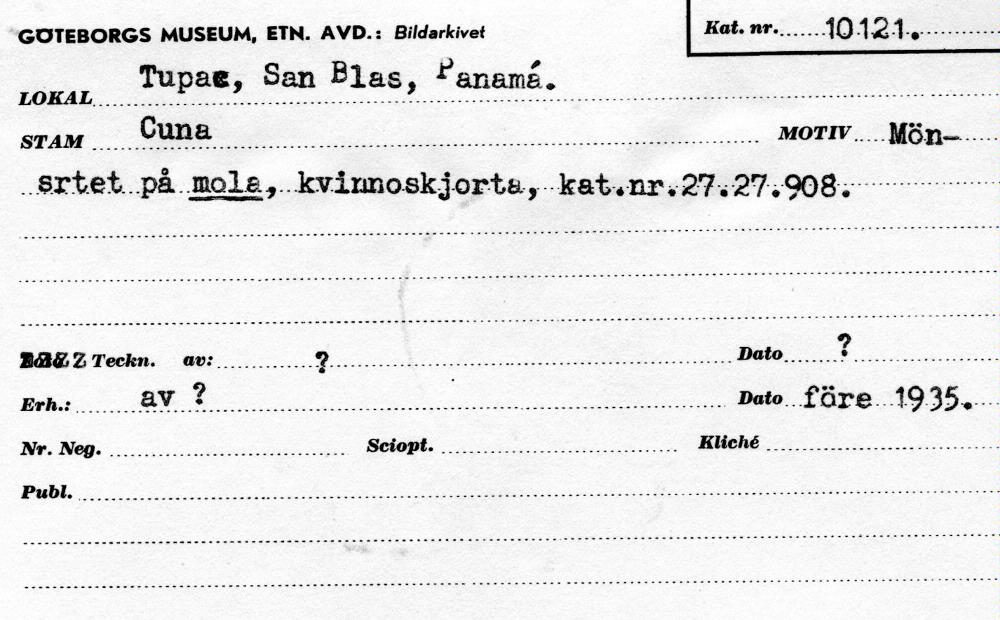 GÖTEBORGS MUSEUM, ETN. AVD.: Bildarkivet
Kat. nr. 10121.
LOKAL Tupac, San Blas, Panamá.
STAM Cuna MOTIV Mön-
srtet på mola, kvinnoskjorta, kat.nr.27.27.908.
Teckn. av: ? Dato ?
Erh.: av ? Dato före 1935.
Nr. Neg. Sciopt. Kliché
Publ.